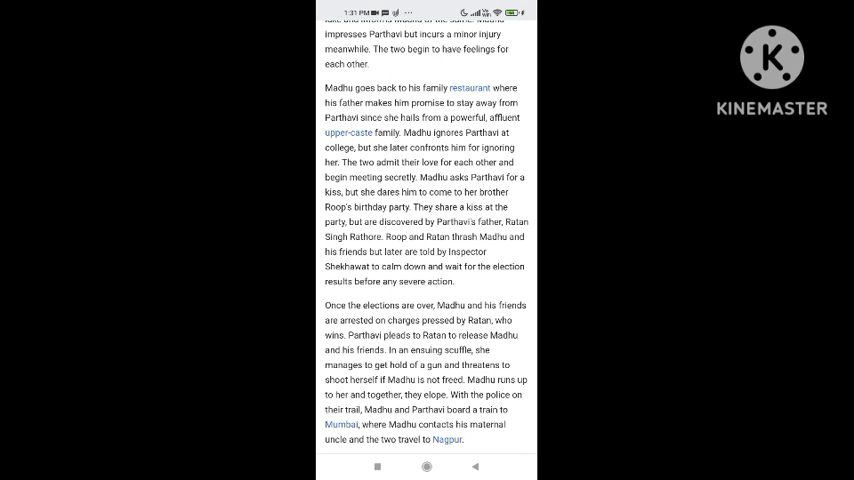 1:31 PM
KINEMASTER
impresses Parthavi but incurs a minor injury
meanwhile. The two begin to have feelings for
each other.
Madhu goes back to his family restaurant where
his father makes him promise to stay away from
Parthavi since she hails from a powerful, affluent
upper-caste family. Madhu ignores Parthavi at
college, but she later confronts him for ignoring
her. The two admit their love for each other and
begin meeting secretly. Madhu asks Parthavi for a
kiss, but she dares him to come to her brother
Roop's birthday party. They share a kiss at the
party, but are discovered by Parthavi's father, Ratan
Singh Rathore. Roop and Ratan thrash Madhu and
his friends but later are told by Inspector
Shekhawat to calm down and wait for the election
results before any severe action.
Once the elections are over, Madhu and his friends
are arrested on charges pressed by Ratan, who
wins. Parthavi pleads to Ratan to release Madhu
and his friends. In an ensuing scuffle, she
manages to get hold of a gun and threatens to
shoot herself if Madhu is not freed. Madhu runs up
to her and together, they elope. With the police on
their trail, Madhu and Parthavi board a train to
Mumbai, where Madhu contacts his maternal
uncle and the two travel to Nagpur.